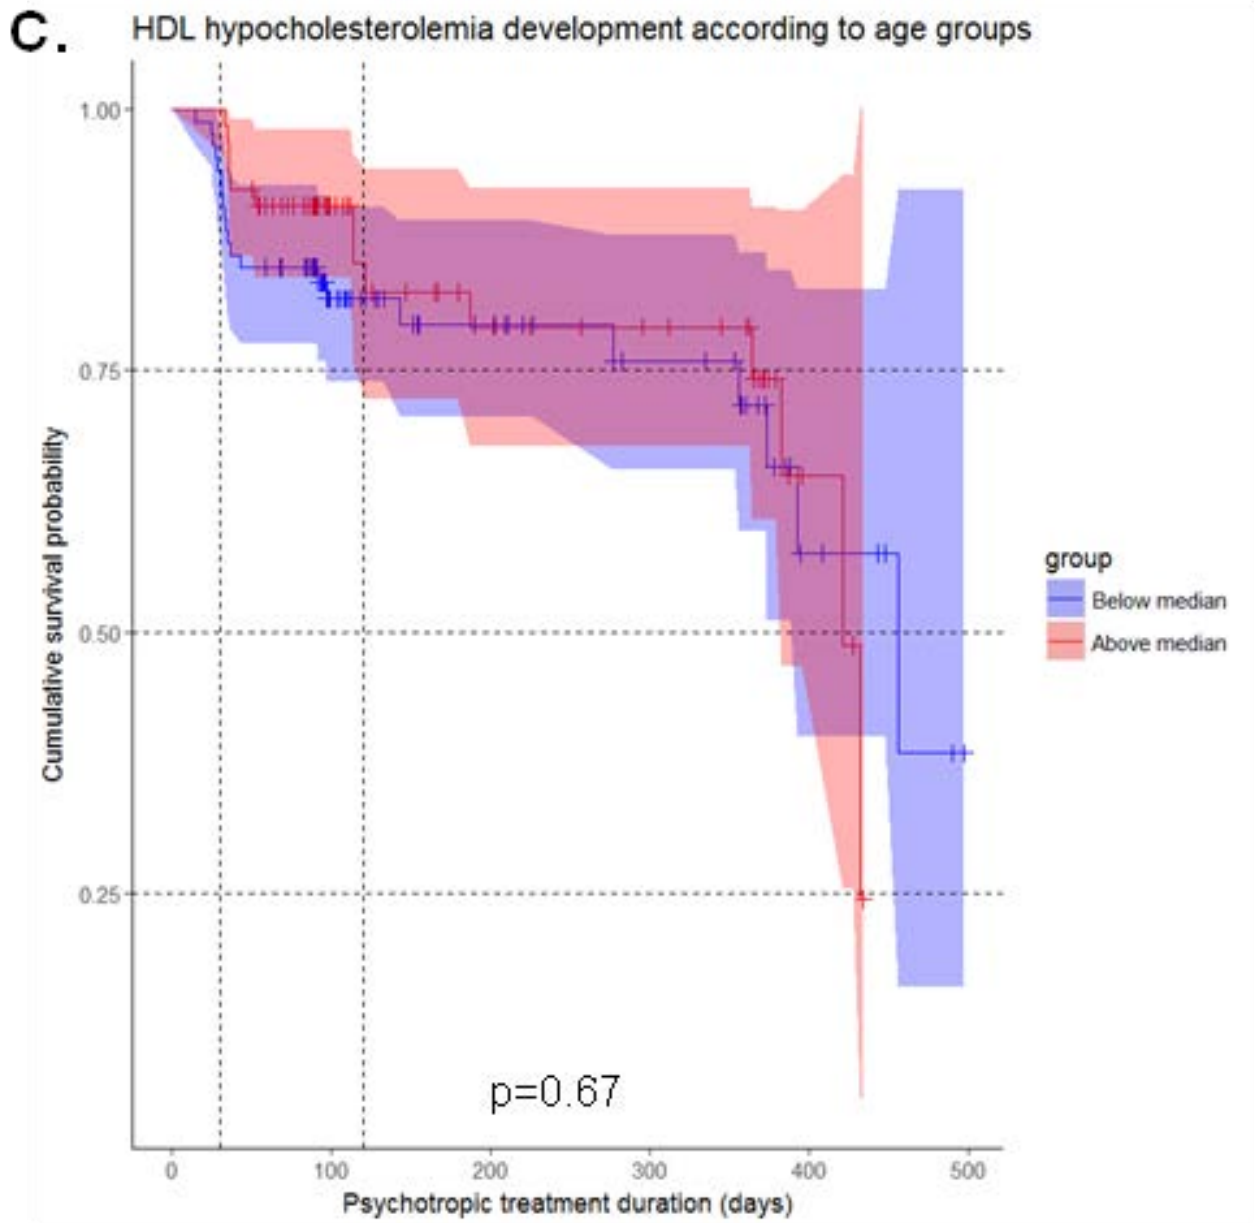 C.
HDL hypocholesterolemia development according to age groups
Cumulative survival probability
1.00
0.75
0.50
0.25
p=0.67
0 100 200 300 400 500
Psychotropic treatment duration (days)
group
Below median
Above median